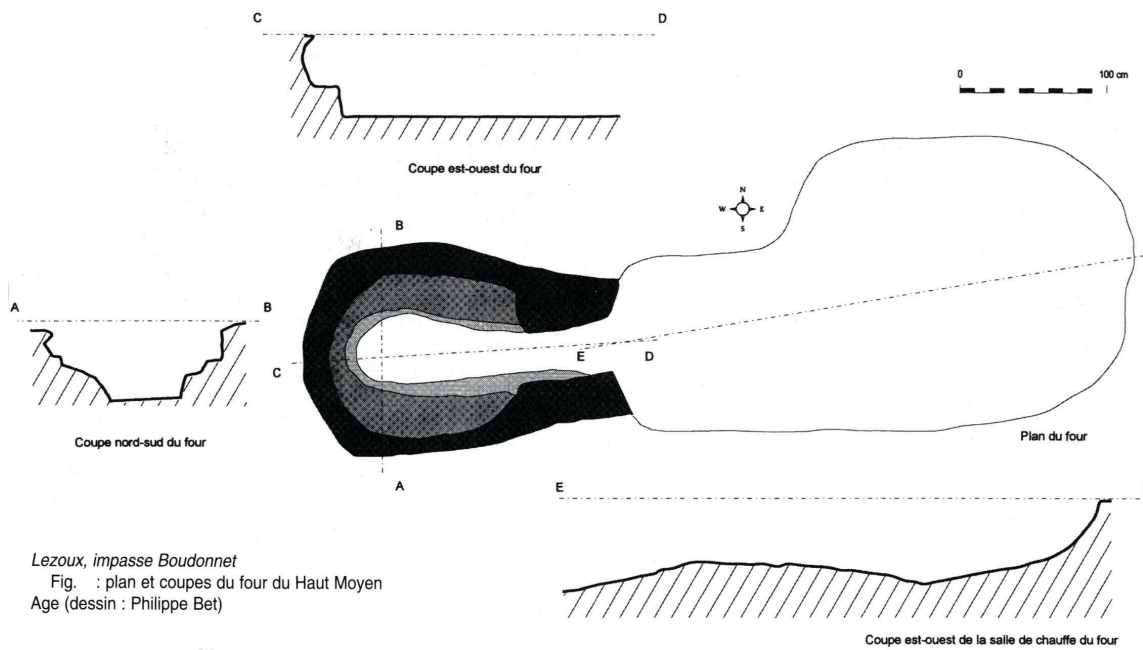 C D
0 100 cm
Coupe est-ouest du four
N
W E
S
B
A B
C
E D
Coupe nord-sud du four
Plan du four
A
E
Lezoux, impasse Boudonnet
Fig. : plan et coupes du four du Haut Moyen
Age (dessin : Philippe Bet)
Coupe est-ouest de la salle de chauffe du four